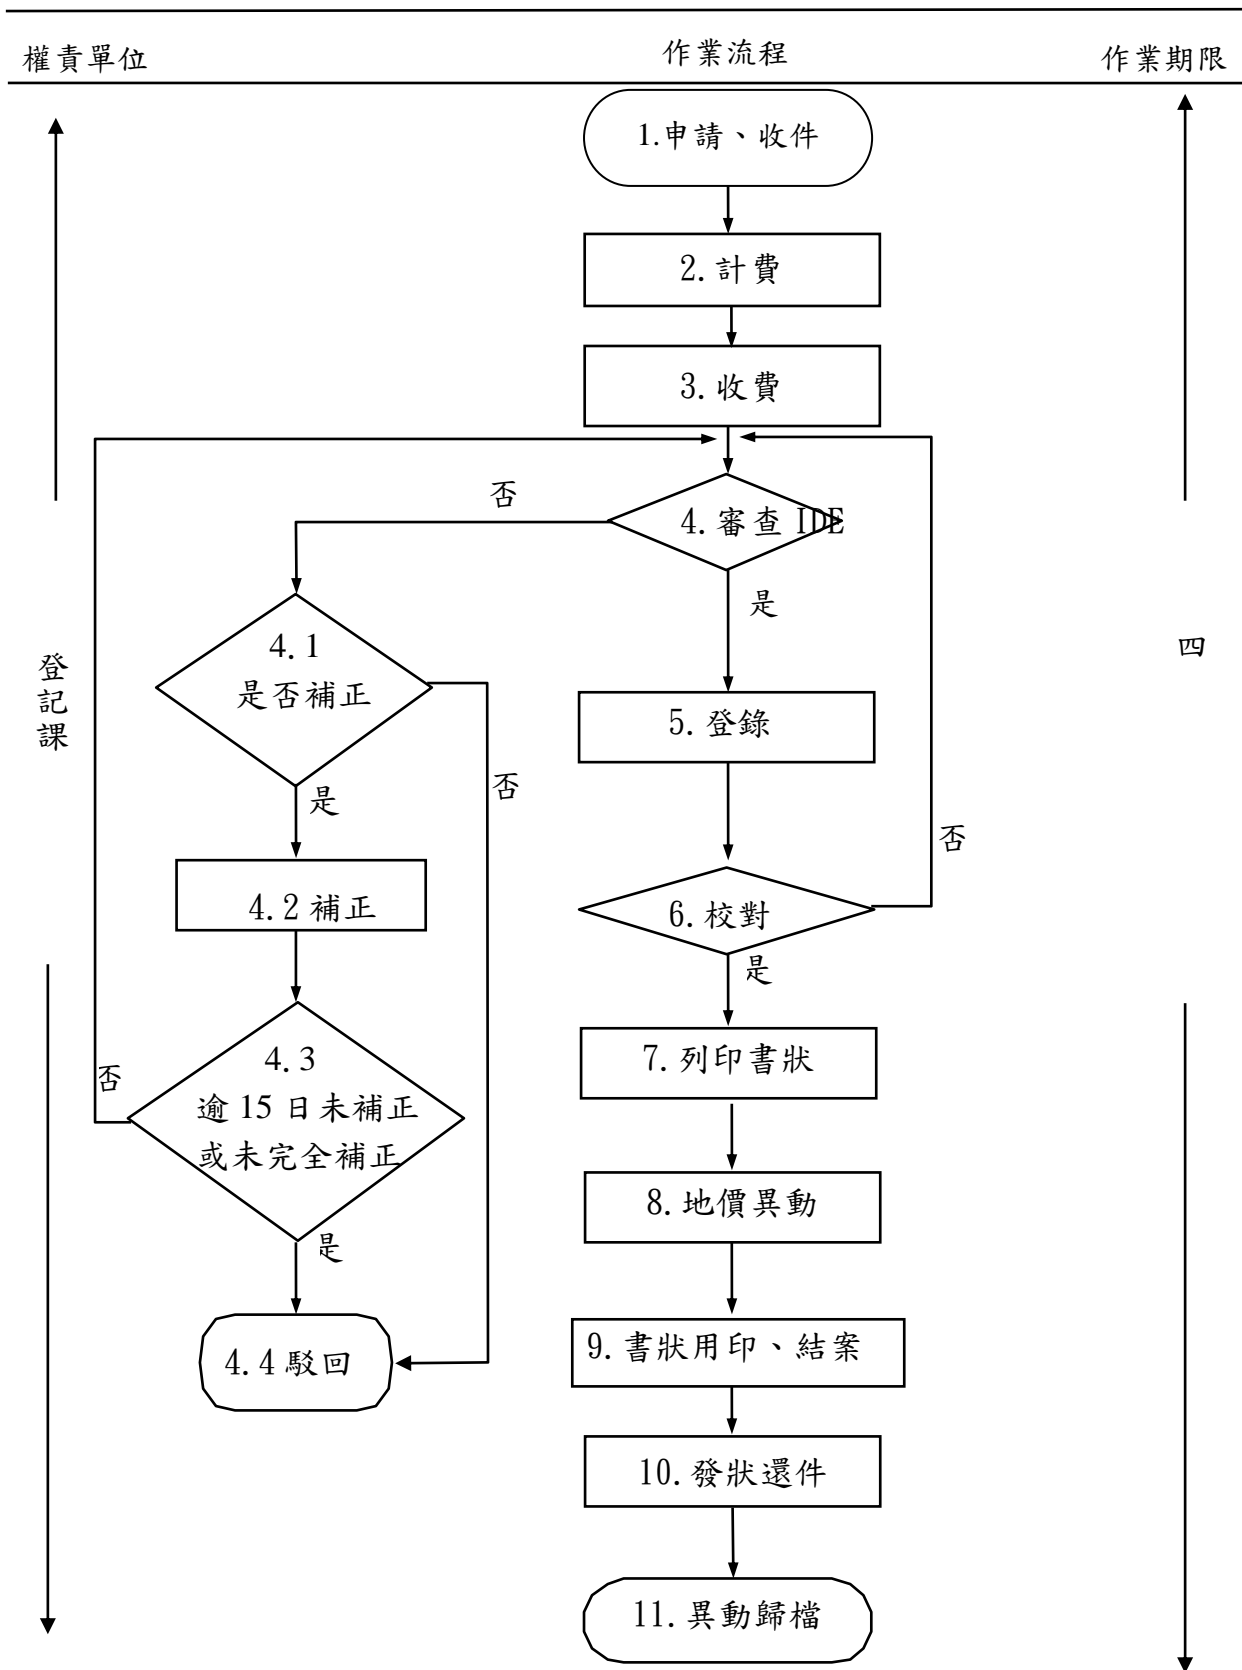 權責單位
作業流程
作業期限
1.申請、收件
2.計費
3.收費
否
4.審查 IDE
是
4.1
是否補正
四
登
記
課
5.登錄
否
是
否
4.2補正
6.校對
是
4.3
逾15日未補正
或未完全補正
否
7.列印書狀
是
8.地價異動
4.4駁回
9.書狀用印、結案
10.發狀還件
11.異動歸檔